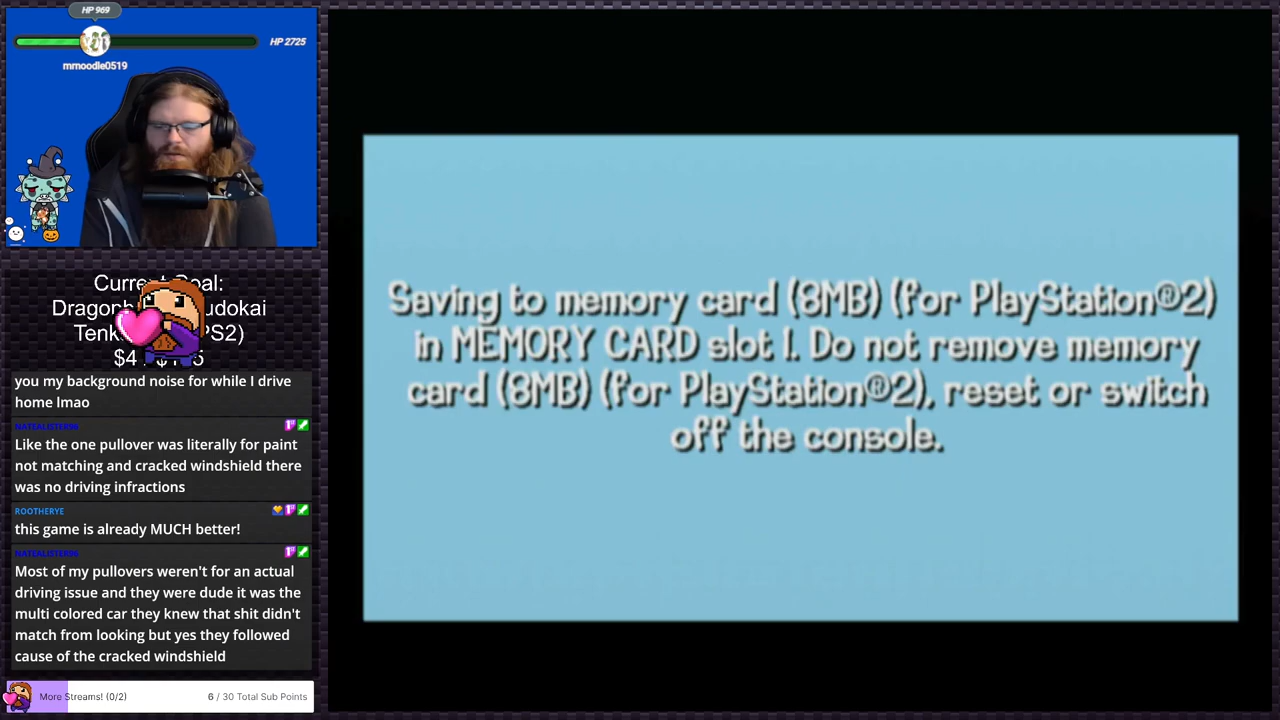 HP 969
HP 2725
mmoodle0519
Saving to memory card (8MB) (for PlayStation®2)
in MEMORY CARD slot 1. Do not remove memory
card (8MB) (for PlayStation®2), reset or switch
off the console.
Goal:
(PS2)
you my background noise for while I drive
home lmao
NATEALISTER96
Like the one pullover was literally for paint
not matching and cracked windshield there
was no driving infractions
ROOTHERYE
this game is already MUCH better!
NATEALISTER96
Most of my pullovers weren't for an actual
driving issue and they were dude it was the
multi colored car they knew that shit didn't
match from looking but yes they followed
cause of the cracked windshield
More Streams! (0/2)
6 / 30 Total Sub Points